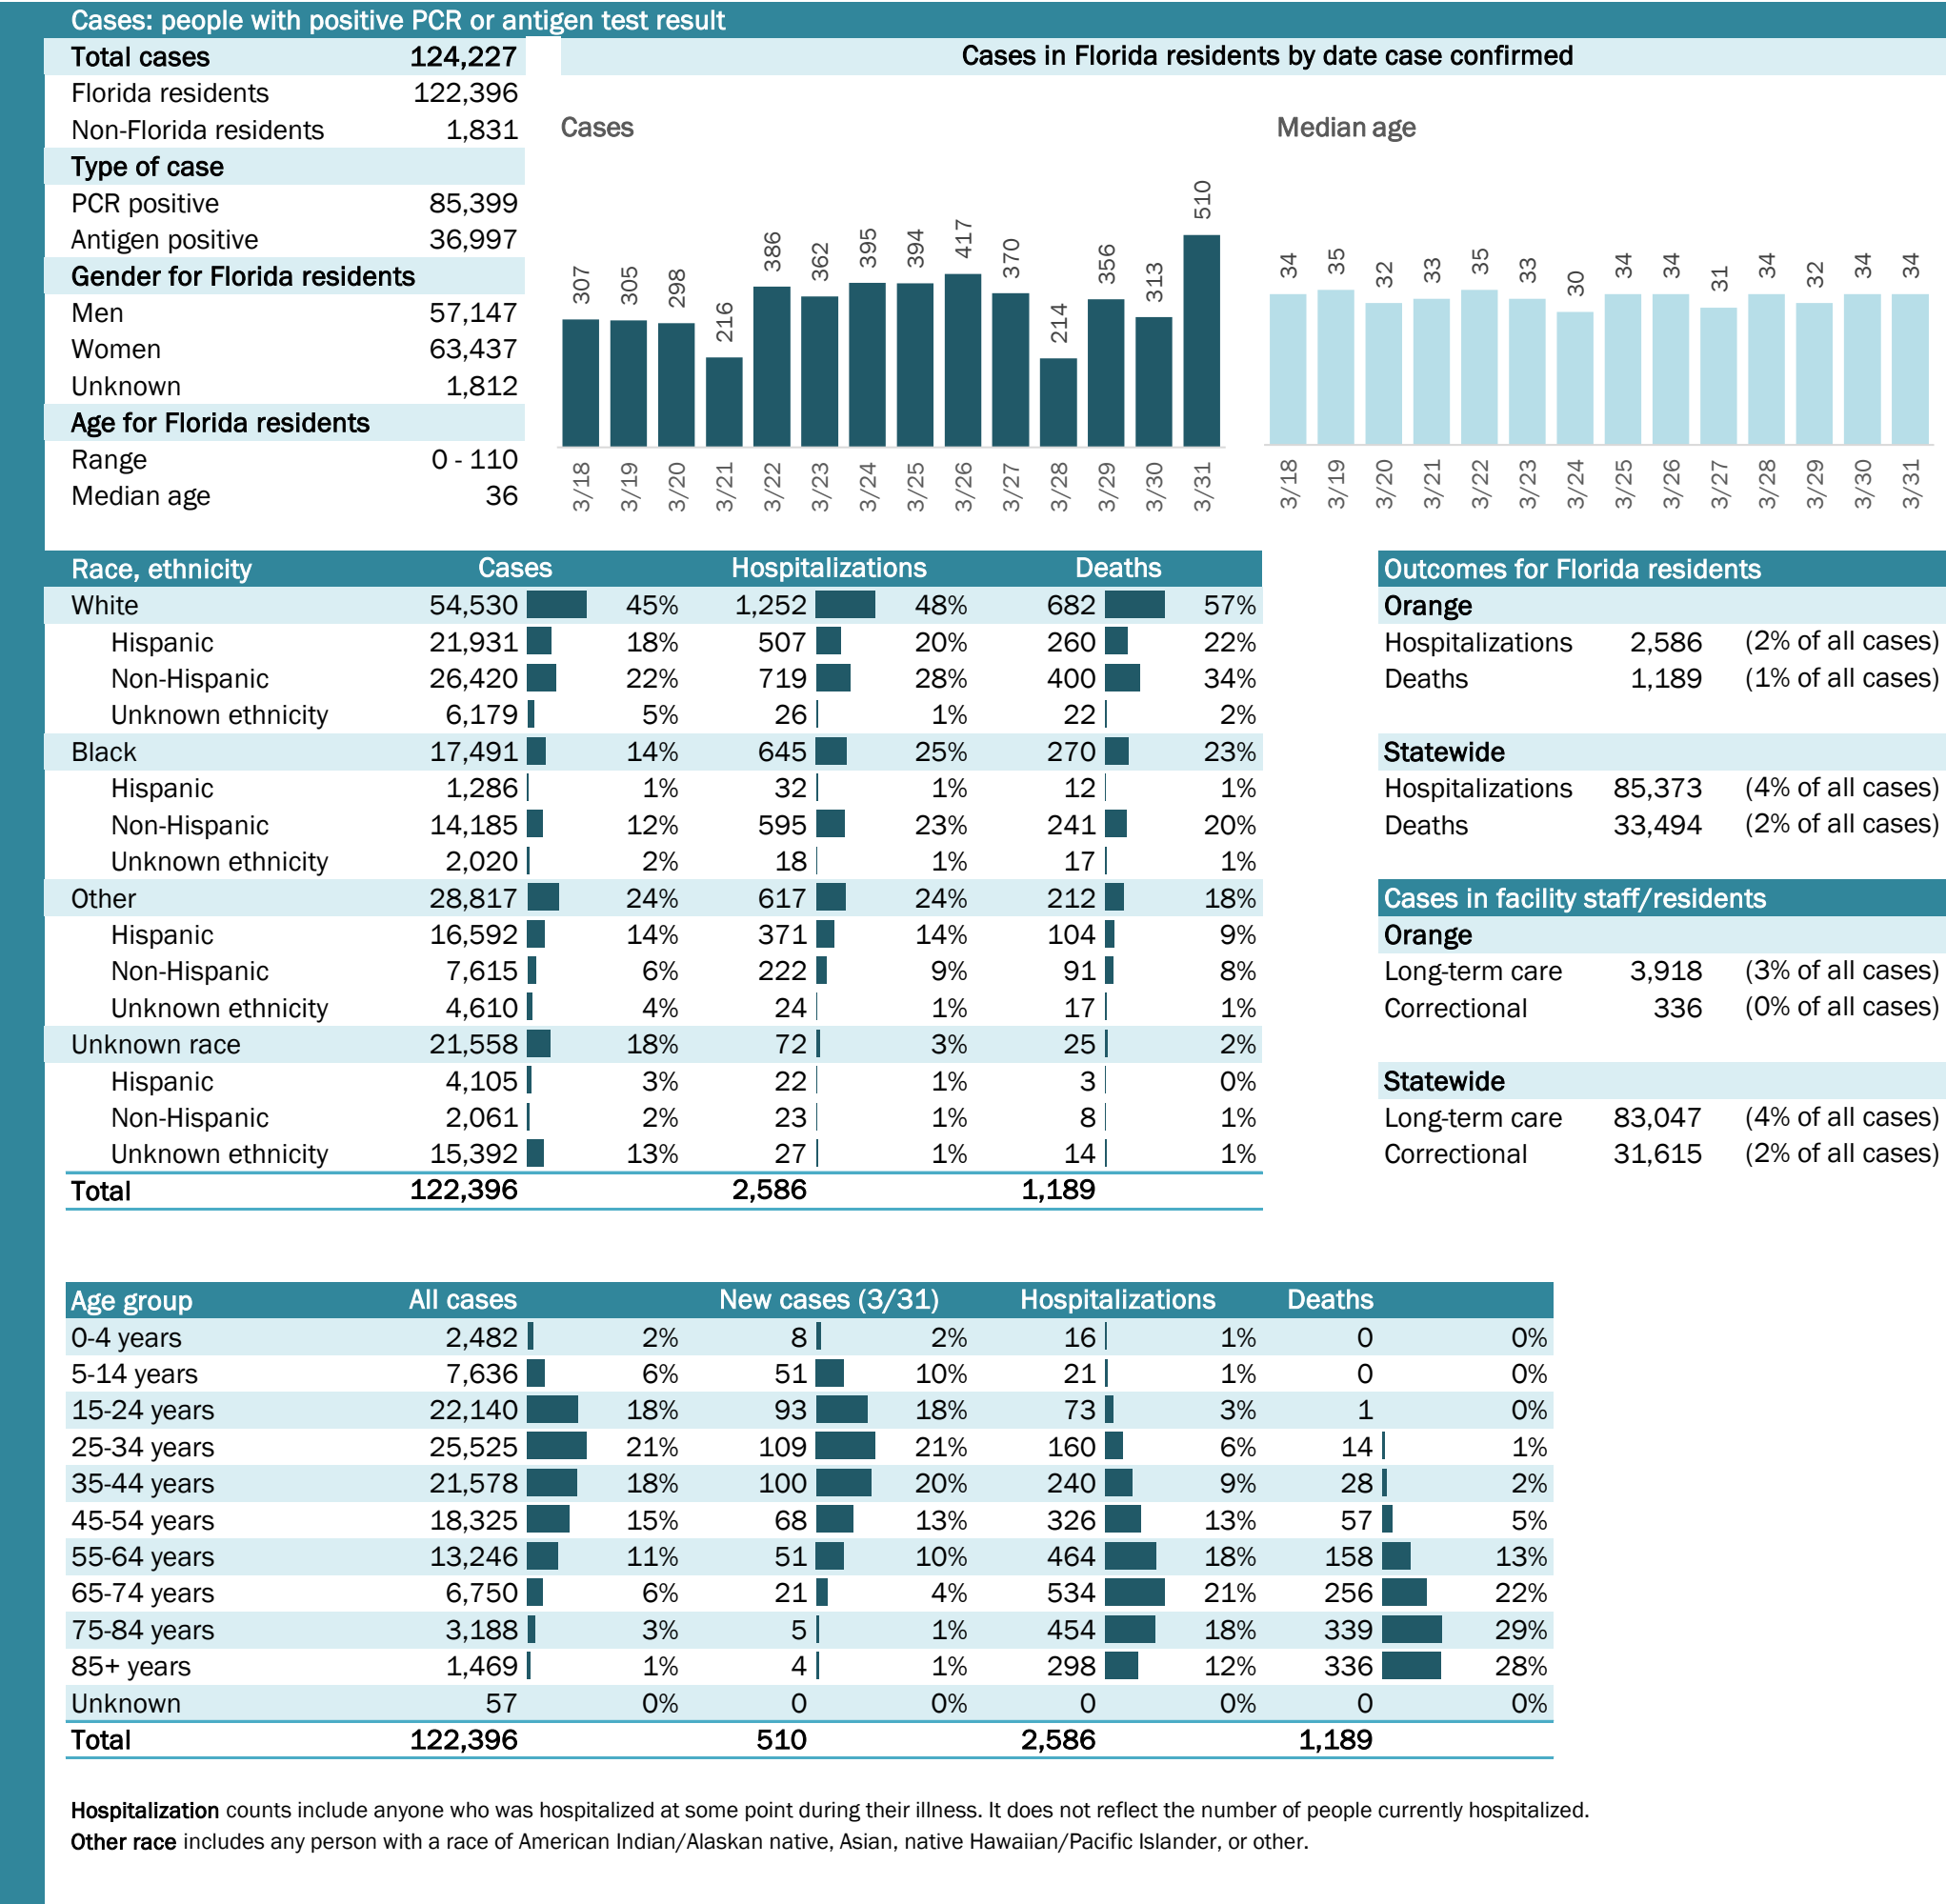 Cases: people with positive PCR or antigen test result
Total cases 124,227
Florida residents 122,396
Non-Florida residents 1,831
Type of case
PCR positive 85,399
Antigen positive 36,997
Gender for Florida residents
Men 57,147
Women 63,437
Unknown 1,812
Age for Florida residents
Range 0 - 110
Median age 36
Cases in Florida residents by date case confirmed
Cases
307 305 298 216 386 362 395 394 417 370 214 356 313 510
3/18 3/19 3/20 3/21 3/22 3/23 3/24 3/25 3/26 3/27 3/28 3/29 3/30 3/31
Median age
34 35 32 33 35 33 30 34 34 31 34 32 34 34
3/18 3/19 3/20 3/21 3/22 3/23 3/24 3/25 3/26 3/27 3/28 3/29 3/30 3/31
Race, ethnicity Cases Hospitalizations Deaths
White 54,530 45% 1,252 48% 682 57%
Hispanic 21,931 18% 507 20% 260 22%
Non-Hispanic 26,420 22% 719 28% 400 34%
Unknown ethnicity 6,179 5% 26 1% 22 2%
Black 17,491 14% 645 25% 270 23%
Hispanic 1,286 1% 32 1% 12 1%
Non-Hispanic 14,185 12% 595 23% 241 20%
Unknown ethnicity 2,020 2% 18 1% 17 1%
Other 28,817 24% 617 24% 212 18%
Hispanic 16,592 14% 371 14% 104 9%
Non-Hispanic 7,615 6% 222 9% 91 8%
Unknown ethnicity 4,610 4% 24 1% 17 1%
Unknown race 21,558 18% 72 3% 25 2%
Hispanic 4,105 3% 22 1% 3 0%
Non-Hispanic 2,061 2% 23 1% 8 1%
Unknown ethnicity 15,392 13% 27 1% 14 1%
Total 122,396 2,586 1,189
Outcomes for Florida residents
Orange
Hospitalizations 2,586 (2% of all cases)
Deaths 1,189 (1% of all cases)
Statewide
Hospitalizations 85,373 (4% of all cases)
Deaths 33,494 (2% of all cases)
Cases in facility staff/residents
Orange
Long-term care 3,918 (3% of all cases)
Correctional 336 (0% of all cases)
Statewide
Long-term care 83,047 (4% of all cases)
Correctional 31,615 (2% of all cases)
Age group All cases New cases (3/31) Hospitalizations Deaths
0-4 years 2,482 2% 8 2% 16 1% 0 0%
5-14 years 7,636 6% 51 10% 21 1% 0 0%
15-24 years 22,140 18% 93 18% 73 3% 1 0%
25-34 years 25,525 21% 109 21% 160 6% 14 1%
35-44 years 21,578 18% 100 20% 240 9% 28 2%
45-54 years 18,325 15% 68 13% 326 13% 57 5%
55-64 years 13,246 11% 51 10% 464 18% 158 13%
65-74 years 6,750 6% 21 4% 534 21% 256 22%
75-84 years 3,188 3% 5 1% 454 18% 339 29%
85+ years 1,469 1% 4 1% 298 12% 336 28%
Unknown 57 0% 0 0% 0 0% 0 0%
Total 122,396 510 2,586 1,189
Hospitalization counts include anyone who was hospitalized at some point during their illness. It does not reflect the number of people currently hospitalized.
Other race includes any person with a race of American Indian/Alaskan native, Asian, native Hawaiian/Pacific Islander, or other.